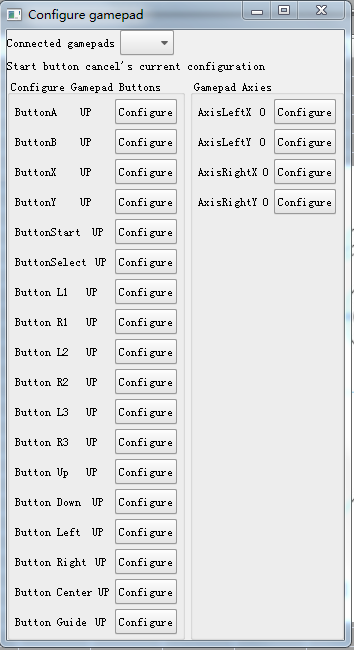 Configure gamepad
Connected gamepads
Start button cancel's current configuration
Configure Gamepad Buttons
ButtonA UP Configure
ButtonB UP Configure
ButtonX UP Configure
ButtonY UP Configure
ButtonStart UP Configure
ButtonSelect UP Configure
Button L1 UP Configure
Button R1 UP Configure
Button L2 UP Configure
Button R2 UP Configure
Button L3 UP Configure
Button R3 UP Configure
Button Up UP Configure
Button Down UP Configure
Button Left UP Configure
Button Right UP Configure
Button Center UP Configure
Button Guide UP Configure
Gamepad Axies
AxisLeftX 0 Configure
AxisLeftY 0 Configure
AxisRightX 0 Configure
AxisRightY 0 Configure